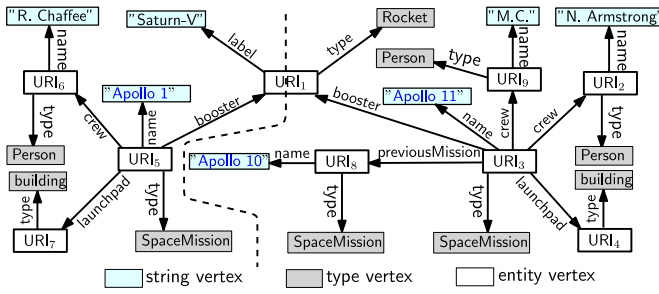 "R. Chaffee"
"Saturn-V"
Rocket
"M.C."
"N. Armstrong"
name
label
type
Person
type
name
name
URI₆
URI₁
URI₉
URI₂
"Apollo 1"
"Apollo 11"
type
crew
name
booster
booster
name
crew
crew
type
Person
URI₅
"Apollo 10"
name
URI₈
previousMission
URI₃
Person
building
building
type
launchpad
type
type
type
launchpad
type
URI₇
SpaceMission
SpaceMission
SpaceMission
URI₄
string vertex
type vertex
entity vertex